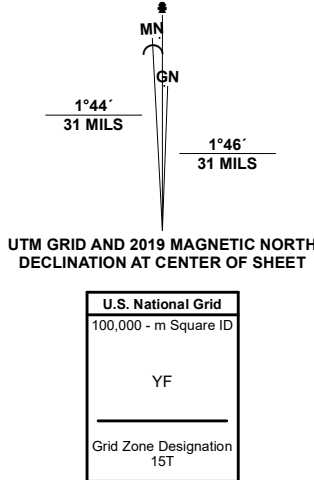 MN
GN
1°44´
31 MILS
1°46´
31 MILS
UTM GRID AND 2019 MAGNETIC NORTH
DECLINATION AT CENTER OF SHEET
U.S. National Grid
100,000 - m Square ID
YF
Grid Zone Designation
15T